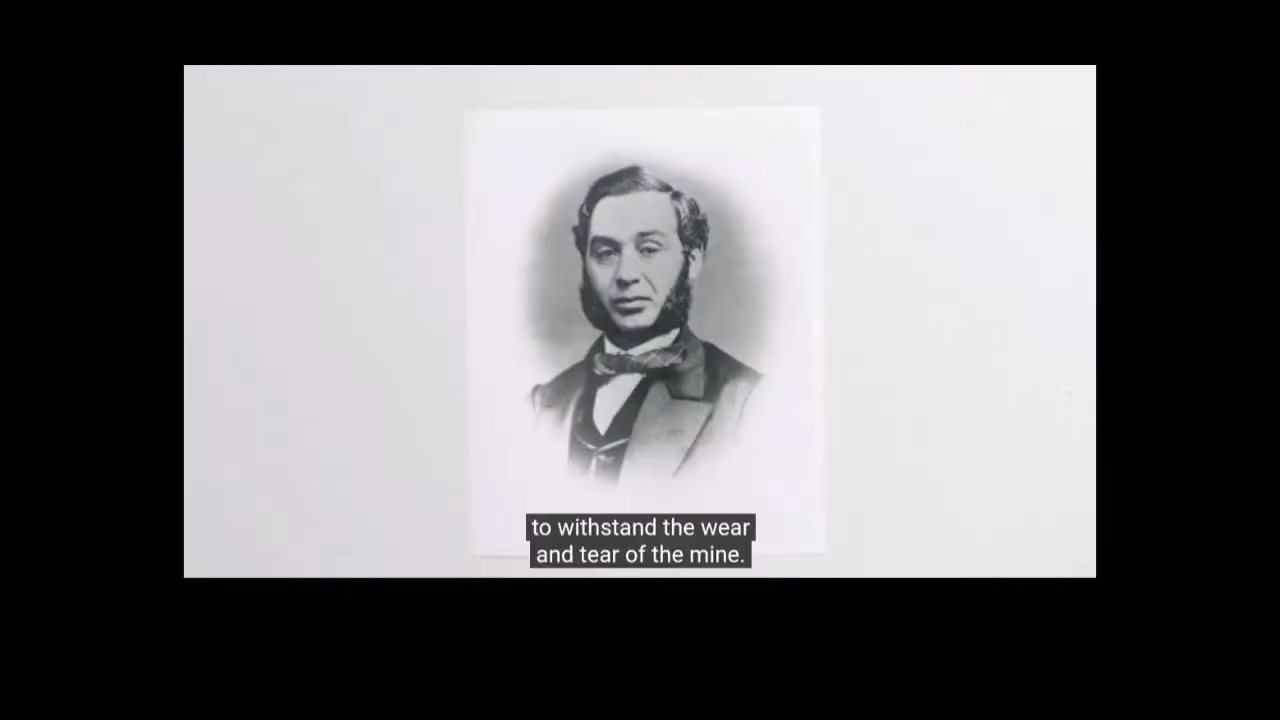 to withstand the wear
and tear of the mine.